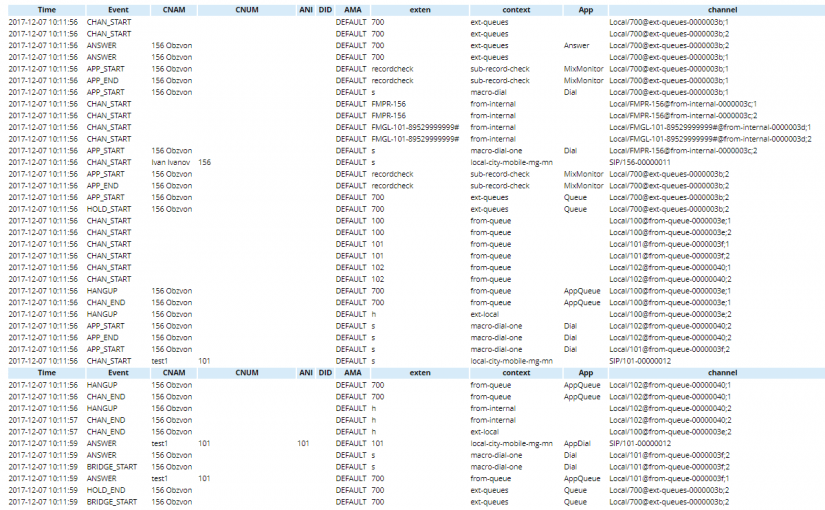 Time Event CNAM CNUM ANI DID AMA exten context App channel
2017-12-07 10:11:56 CHAN_START DEFAULT 700 ext-queues Local/700@ext-queues-0000003b;1
2017-12-07 10:11:56 CHAN_START DEFAULT 700 ext-queues Local/700@ext-queues-0000003b;2
2017-12-07 10:11:56 ANSWER 156 Obzvon DEFAULT 700 ext-queues Answer Local/700@ext-queues-0000003b;2
2017-12-07 10:11:56 ANSWER DEFAULT 700 ext-queues Local/700@ext-queues-0000003b;1
2017-12-07 10:11:56 APP_START 156 Obzvon DEFAULT recordcheck sub-record-check MixMonitor Local/700@ext-queues-0000003b;1
2017-12-07 10:11:56 APP_END 156 Obzvon DEFAULT recordcheck sub-record-check MixMonitor Local/700@ext-queues-0000003b;1
2017-12-07 10:11:56 APP_START 156 Obzvon DEFAULT s macro-dial Dial Local/700@ext-queues-0000003b;1
2017-12-07 10:11:56 CHAN_START DEFAULT FMPR-156 from-internal Local/FMPR-156@from-internal-0000003c;1
2017-12-07 10:11:56 CHAN_START DEFAULT FMPR-156 from-internal Local/FMPR-156@from-internal-0000003c;2
2017-12-07 10:11:56 CHAN_START DEFAULT FMGL-101-89529999999# from-internal Local/FMGL-101-89529999999#@from-internal-0000003d;1
2017-12-07 10:11:56 CHAN_START DEFAULT FMGL-101-89529999999# from-internal Local/FMGL-101-89529999999#@from-internal-0000003d;2
2017-12-07 10:11:56 APP_START 156 Obzvon DEFAULT s macro-dial-one Dial Local/FMPR-156@from-internal-0000003c;2
2017-12-07 10:11:56 CHAN_START Ivan Ivanov 156 DEFAULT s local-city-mobile-mg-mn SIP/156-00000011
2017-12-07 10:11:56 APP_START 156 Obzvon DEFAULT recordcheck sub-record-check MixMonitor Local/700@ext-queues-0000003b;2
2017-12-07 10:11:56 APP_END 156 Obzvon DEFAULT recordcheck sub-record-check MixMonitor Local/700@ext-queues-0000003b;2
2017-12-07 10:11:56 APP_START 156 Obzvon DEFAULT 700 ext-queues Queue Local/700@ext-queues-0000003b;2
2017-12-07 10:11:56 HOLD_START 156 Obzvon DEFAULT 700 ext-queues Queue Local/700@ext-queues-0000003b;2
2017-12-07 10:11:56 CHAN_START DEFAULT 100 from-queue Local/100@from-queue-0000003e;1
2017-12-07 10:11:56 CHAN_START DEFAULT 100 from-queue Local/100@from-queue-0000003e;2
2017-12-07 10:11:56 CHAN_START DEFAULT 101 from-queue Local/101@from-queue-0000003f;1
2017-12-07 10:11:56 CHAN_START DEFAULT 101 from-queue Local/101@from-queue-0000003f;2
2017-12-07 10:11:56 CHAN_START DEFAULT 102 from-queue Local/102@from-queue-00000040;1
2017-12-07 10:11:56 CHAN_START DEFAULT 102 from-queue Local/102@from-queue-00000040;2
2017-12-07 10:11:56 HANGUP 156 Obzvon DEFAULT 700 from-queue AppQueue Local/100@from-queue-0000003e;1
2017-12-07 10:11:56 CHAN_END 156 Obzvon DEFAULT 700 from-queue AppQueue Local/100@from-queue-0000003e;1
2017-12-07 10:11:56 HANGUP 156 Obzvon DEFAULT h ext-local Local/100@from-queue-0000003e;2
2017-12-07 10:11:56 APP_START 156 Obzvon DEFAULT s macro-dial-one Dial Local/102@from-queue-00000040;2
2017-12-07 10:11:56 APP_END 156 Obzvon DEFAULT s macro-dial-one Dial Local/102@from-queue-00000040;2
2017-12-07 10:11:56 APP_START 156 Obzvon DEFAULT s macro-dial-one Dial Local/101@from-queue-0000003f;2
2017-12-07 10:11:56 CHAN_START test1 101 DEFAULT s local-city-mobile-mg-mn SIP/101-00000012
Time Event CNAM CNUM ANI DID AMA exten context App channel
2017-12-07 10:11:56 HANGUP 156 Obzvon DEFAULT 700 from-queue AppQueue Local/102@from-queue-00000040;1
2017-12-07 10:11:56 CHAN_END 156 Obzvon DEFAULT 700 from-queue AppQueue Local/102@from-queue-00000040;1
2017-12-07 10:11:56 HANGUP 156 Obzvon DEFAULT h from-internal Local/102@from-queue-00000040;2
2017-12-07 10:11:57 CHAN_END 156 Obzvon DEFAULT h from-internal Local/102@from-queue-00000040;2
2017-12-07 10:11:57 CHAN_END 156 Obzvon DEFAULT h ext-local Local/100@from-queue-0000003e;2
2017-12-07 10:11:59 ANSWER test1 101 101 DEFAULT 101 local-city-mobile-mg-mn AppDial SIP/101-00000012
2017-12-07 10:11:59 ANSWER 156 Obzvon DEFAULT s macro-dial-one Dial Local/101@from-queue-0000003f;2
2017-12-07 10:11:59 BRIDGE_START 156 Obzvon DEFAULT s macro-dial-one Dial Local/101@from-queue-0000003f;2
2017-12-07 10:11:59 ANSWER test1 101 DEFAULT 700 from-queue AppQueue Local/101@from-queue-0000003f;1
2017-12-07 10:11:59 HOLD_END 156 Obzvon DEFAULT 700 ext-queues Queue Local/700@ext-queues-0000003b;2
2017-12-07 10:11:59 BRIDGE_START 156 Obzvon DEFAULT 700 ext-queues Queue Local/700@ext-queues-0000003b;2